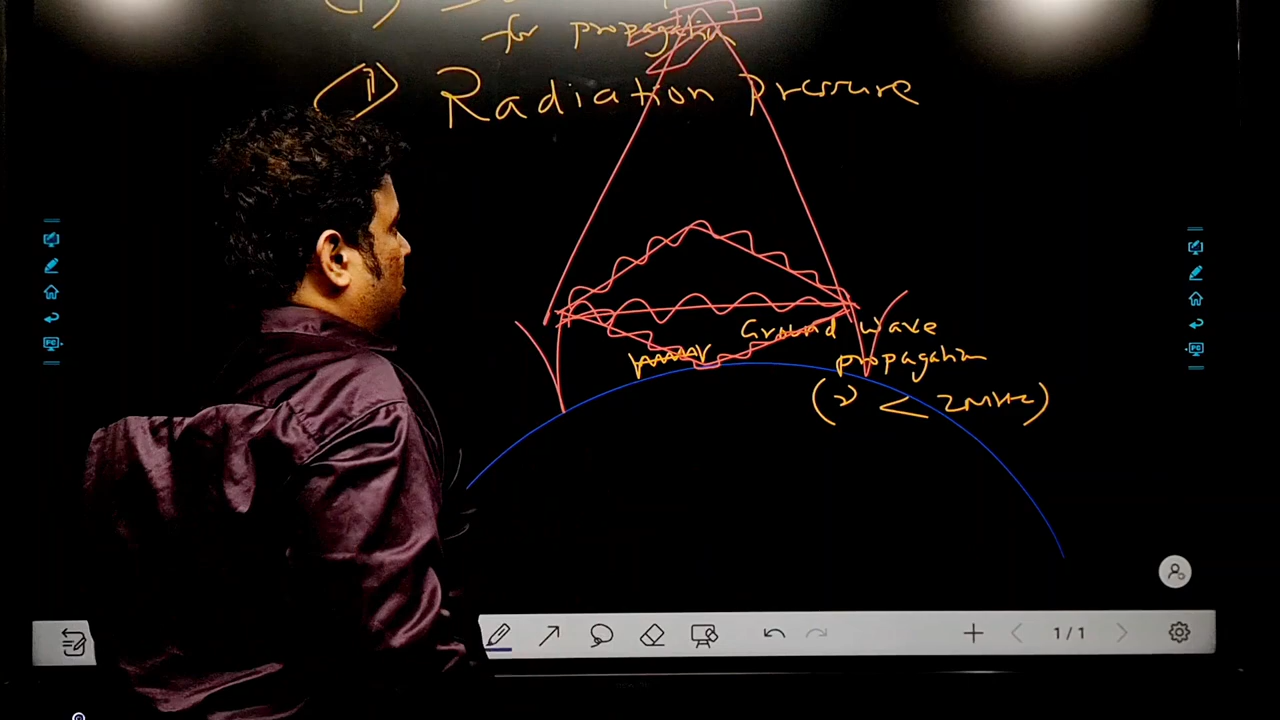 for propagation
Radiation pressure
Ground wave
propagation
(ν < 2MHz)
1/1